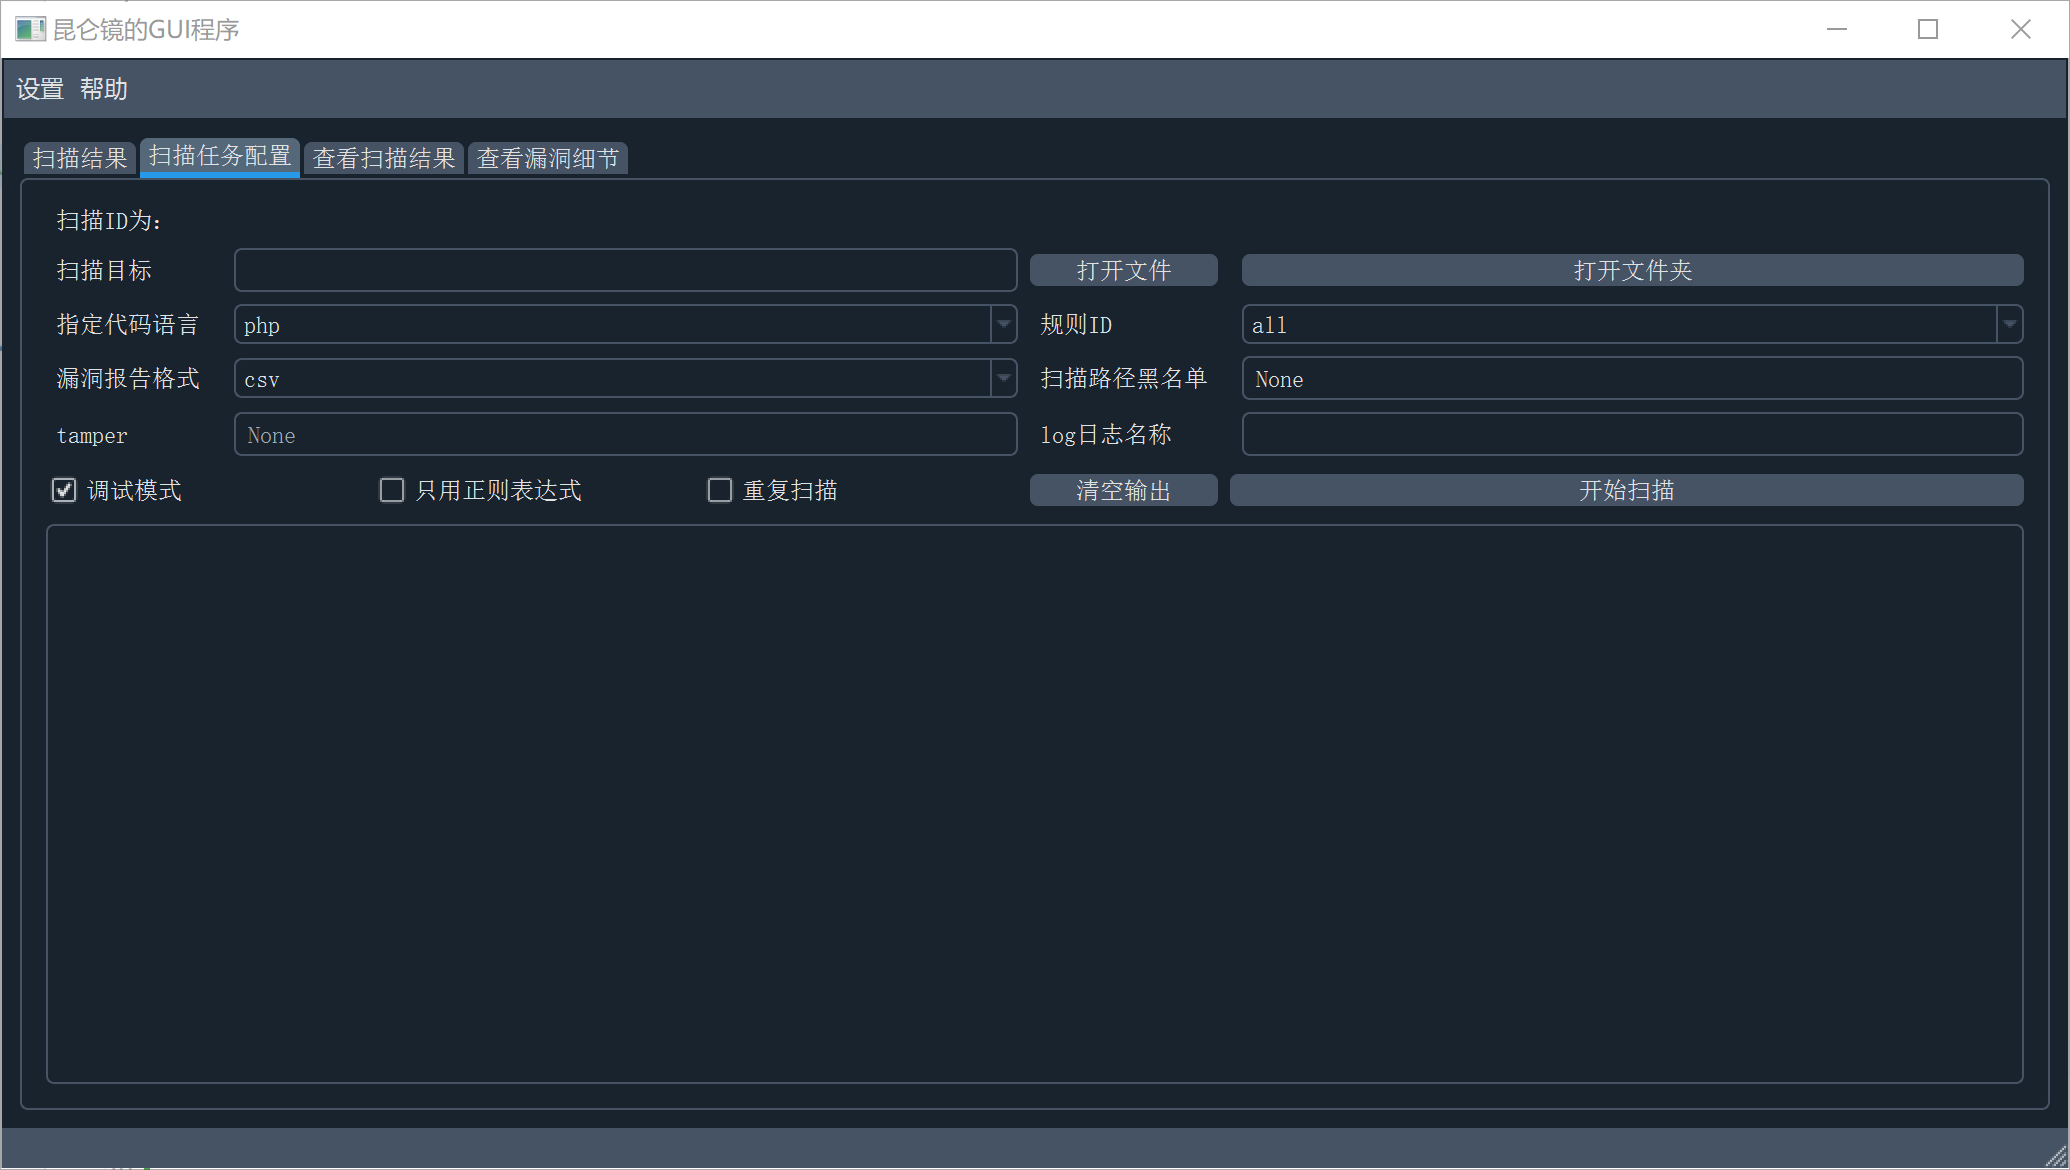 昆仑镜的GUI程序
设置 帮助
扫描结果 扫描任务配置 查看扫描结果 查看漏洞细节
扫描ID为:
扫描目标 打开文件 打开文件夹
指定代码语言 php 规则ID all
漏洞报告格式 csv 扫描路径黑名单 None
tamper None log日志名称
调试模式 只用正则表达式 重复扫描 清空输出 开始扫描